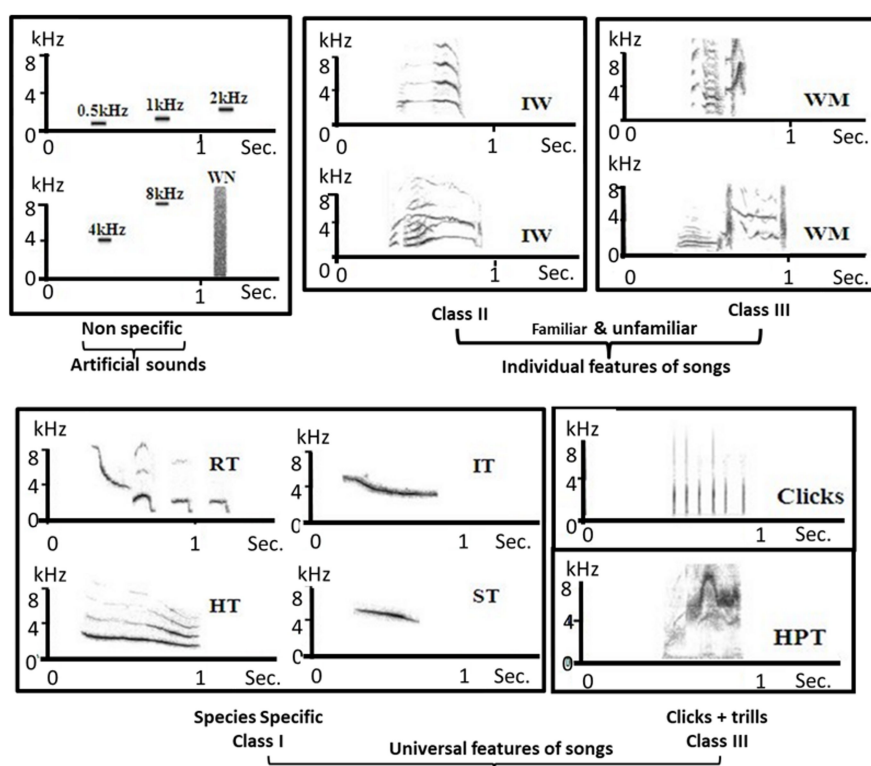 kHz
8
4
0
0.5kHz
1kHz
2kHz
1
Sec.
kHz
8
4
0
4kHz
8kHz
WN
0
1
Sec.
kHz
8
4
0
IW
0
1
Sec.
kHz
8
4
0
IW
0
1
Sec.
kHz
8
4
0
WM
0
1
Sec.
kHz
8
4
0
WM
0
1
Sec.
Non specific
Artificial sounds
Class II
Familiar & unfamiliar
Class III
Individual features of songs
kHz
8
4
0
RT
0
1
Sec.
kHz
8
4
0
IT
0
1
Sec.
kHz
8
4
0
HT
0
1
Sec.
kHz
8
4
0
ST
0
1
Sec.
kHz
8
4
0
Clicks
0
1
Sec.
kHz
8
4
0
HPT
0
1
Sec.
Species Specific
Class I
Clicks + trills
Class III
Universal features of songs